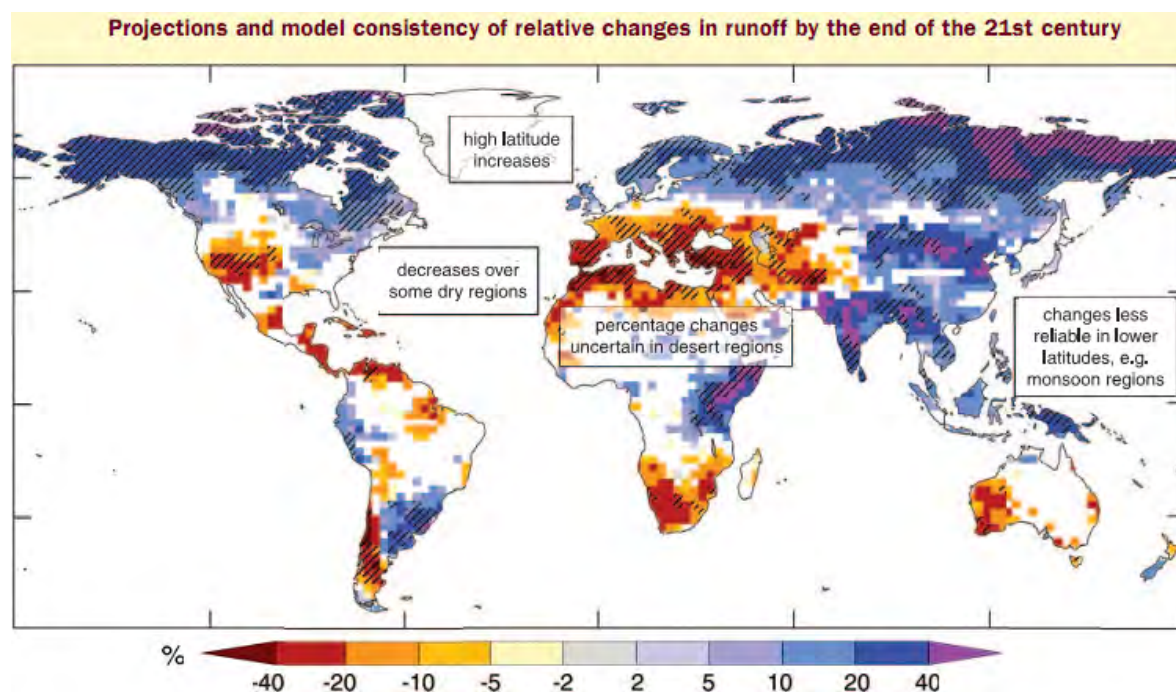 Projections and model consistency of relative changes in runoff by the end of the 21st century
high latitude
increases
decreases over
some dry regions
percentage changes
uncertain in desert regions
changes less
reliable in lower
latitudes, e.g.
monsoon regions
%
-40 -20 -10 -5 -2 2 5 10 20 40